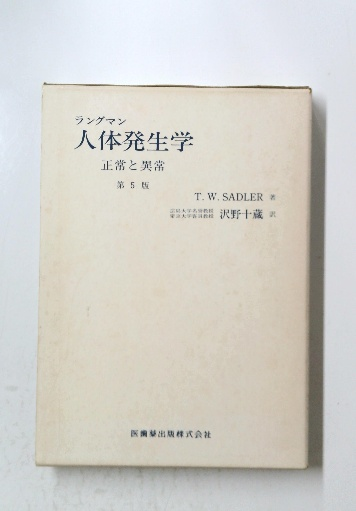 ラングマン
人体発生学
正常と異常
第5版
T. W. SADLER 著
沢野十蔵 訳
医歯薬出版株式会社